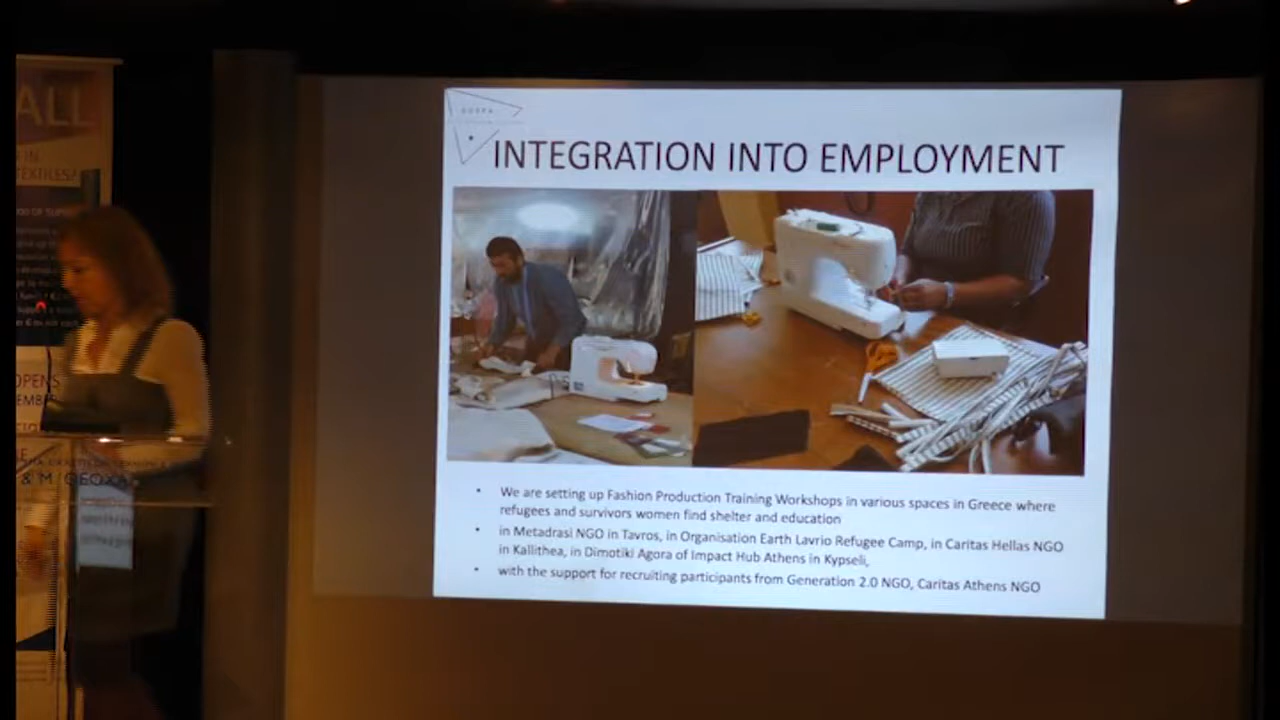 ALL
TEXTILES?
OPENS
INTEGRATION INTO EMPLOYMENT
• We are setting up Fashion Production Training Workshops in various spaces in Greece where
refugees and survivors women find shelter and education
• in Metadrasi NGO in Tavros, in Organisation Earth Lavrio Refugee Camp, in Caritas Hellas NGO
in Kallithea, in Dimotiki Agora of Impact Hub Athens in Kypseli,
• with the support for recruiting participants from Generation 2.0 NGO, Caritas Athens NGO